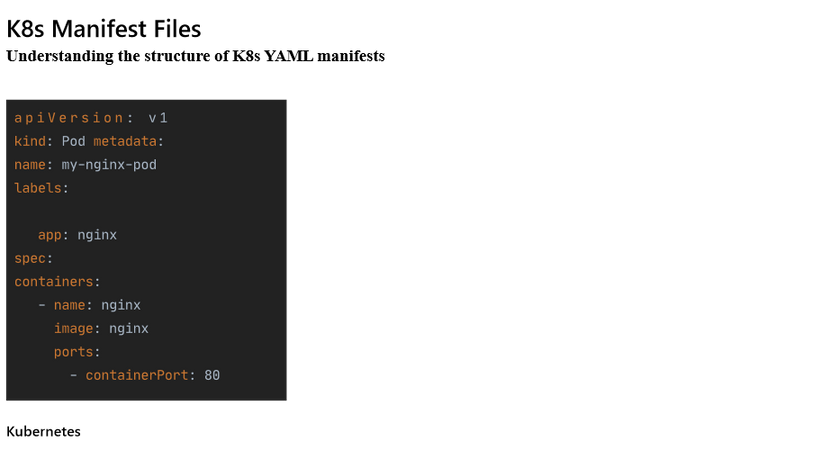 K8s Manifest Files
Understanding the structure of K8s YAML manifests
apiVersion: v1
kind: Pod metadata:
name: my-nginx-pod
labels:
app: nginx
spec:
containers:
- name: nginx
image: nginx
ports:
- containerPort: 80
Kubernetes